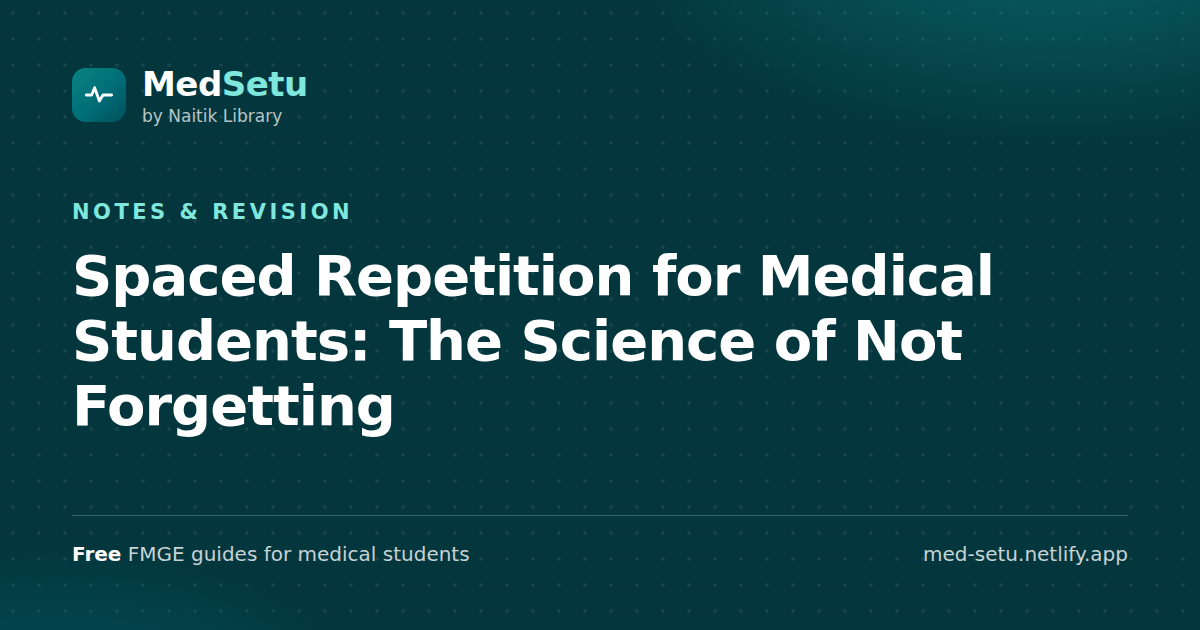 MedSetu
by Naitik Library
NOTES & REVISION
Spaced Repetition for Medical
Students: The Science of Not
Forgetting
Free FMGE guides for medical students
med-setu.netlify.app